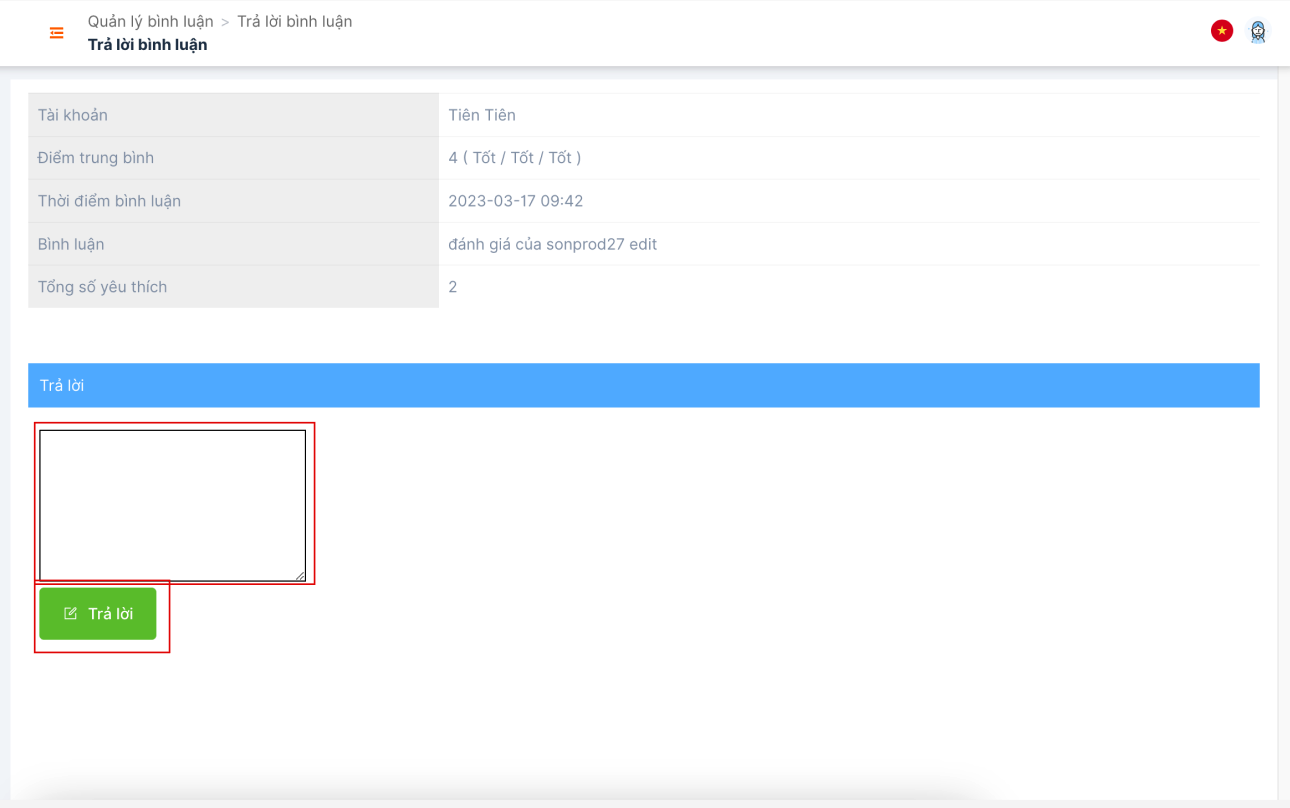 Quản lý bình luận > Trả lời bình luận
Trả lời bình luận
Tài khoản Tiên Tiên
Điểm trung bình 4 ( Tốt / Tốt / Tốt )
Thời điểm bình luận 2023-03-17 09:42
Bình luận đánh giá của sonprod27 edit
Tổng số yêu thích 2
Trả lời
Trả lời